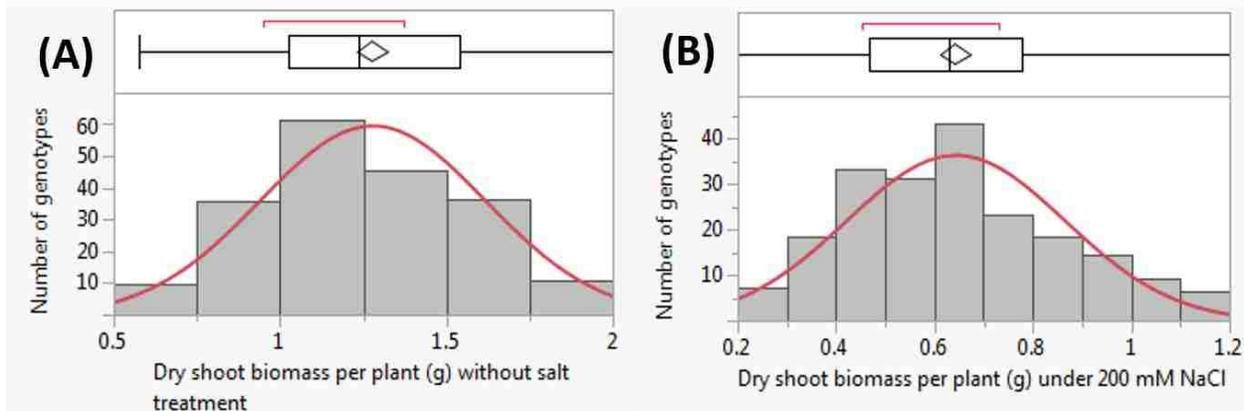 (A)
Number of genotypes
60
50
40
30
20
10
0.5 1 1.5 2
Dry shoot biomass per plant (g) without salt
treatment
(B)
Number of genotypes
40
30
20
10
0.2 0.4 0.6 0.8 1 1.2
Dry shoot biomass per plant (g) under 200 mM NaCl